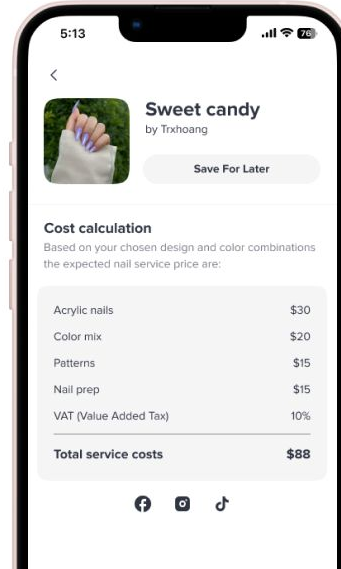 5:13
76
Sweet candy
by Trxhoang
Save For Later
Cost calculation
Based on your chosen design and color combinations
the expected nail service price are:
Acrylic nails $30
Color mix $20
Patterns $15
Nail prep $15
VAT (Value Added Tax) 10%
Total service costs $88